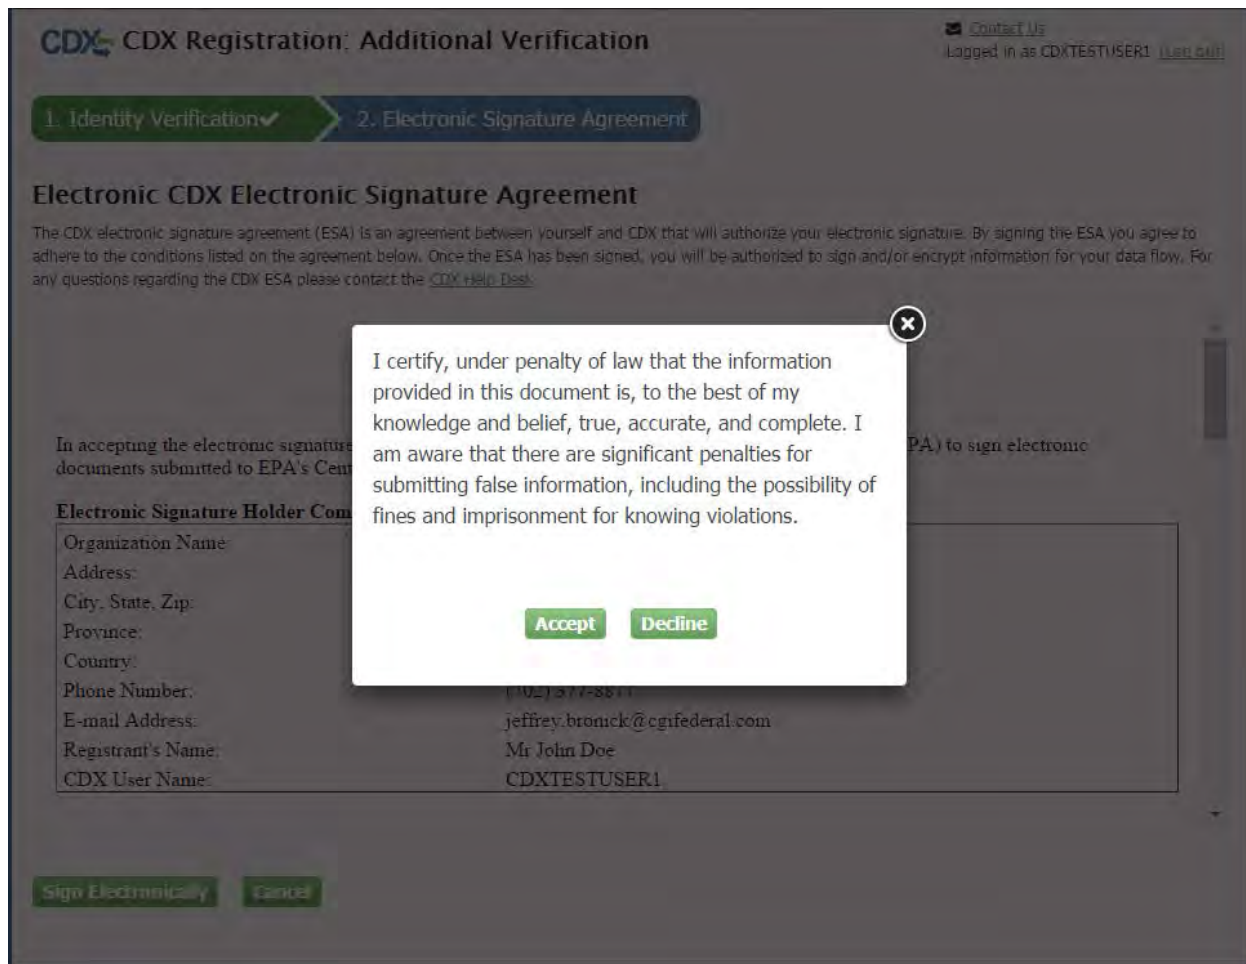 CDX CDX Registration: Additional Verification
Contact Us
Logged in as CDXTESTUSER1 (Log out)
1. Identity Verification✔
2. Electronic Signature Agreement
Electronic CDX Electronic Signature Agreement
The CDX electronic signature agreement (ESA) is an agreement between yourself and CDX that will authorize your electronic signature. By signing the ESA you agree to
adhere to the conditions listed on the agreement below. Once the ESA has been signed, you will be authorized to sign and/or encrypt information for your data flow. For
any questions regarding the CDX ESA please contact the CDX Help Desk
I certify, under penalty of law that the information
provided in this document is, to the best of my
knowledge and belief, true, accurate, and complete. I
am aware that there are significant penalties for
submitting false information, including the possibility of
fines and imprisonment for knowing violations.
Accept Decline
In accepting the electronic signature PA) to sign electronic
documents submitted to EPA's Cent
Electronic Signature Holder Com
Organization Name
Address:
City, State, Zip:
Province:
Country:
Phone Number:
E-mail Address: jeffrey.bronick@cgifederal.com
Registrant's Name: Mr John Doe
CDX User Name: CDXTESTUSER1
Sign Electronically Cancel